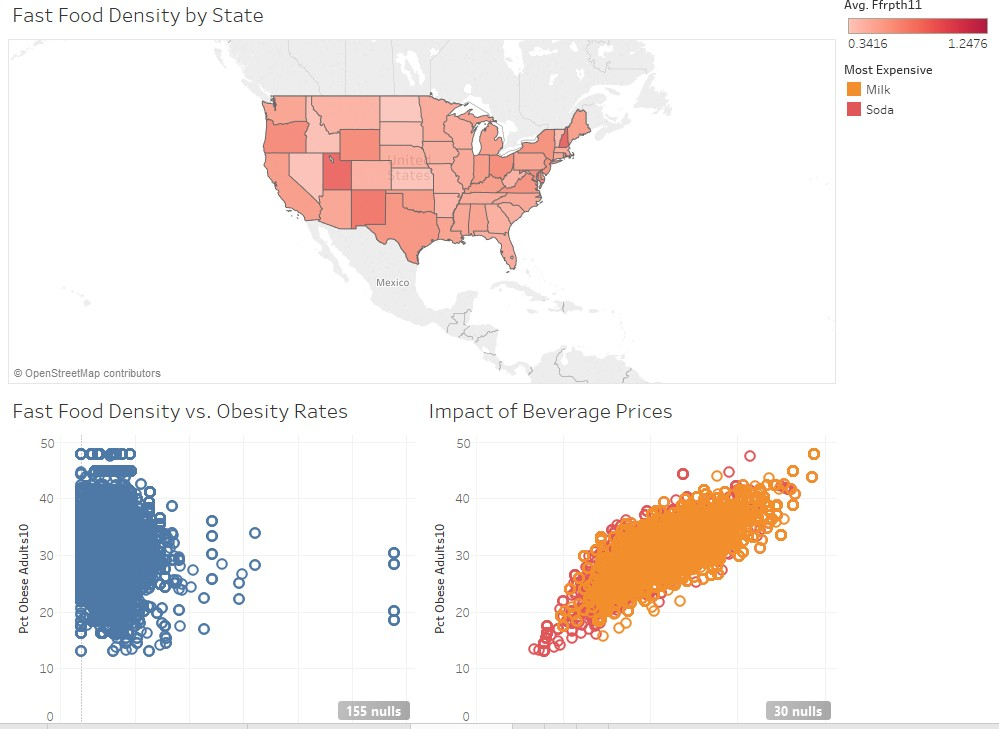 Fast Food Density by State
Avg. Ffrpth11
0.3416 1.2476
Most Expensive
Milk
Soda
United
States
Mexico
© OpenStreetMap contributors
Fast Food Density vs. Obesity Rates
Pct Obese Adults10
50
40
30
20
10
0
155 nulls
Impact of Beverage Prices
Pct Obese Adults10
50
40
30
20
10
0
30 nulls